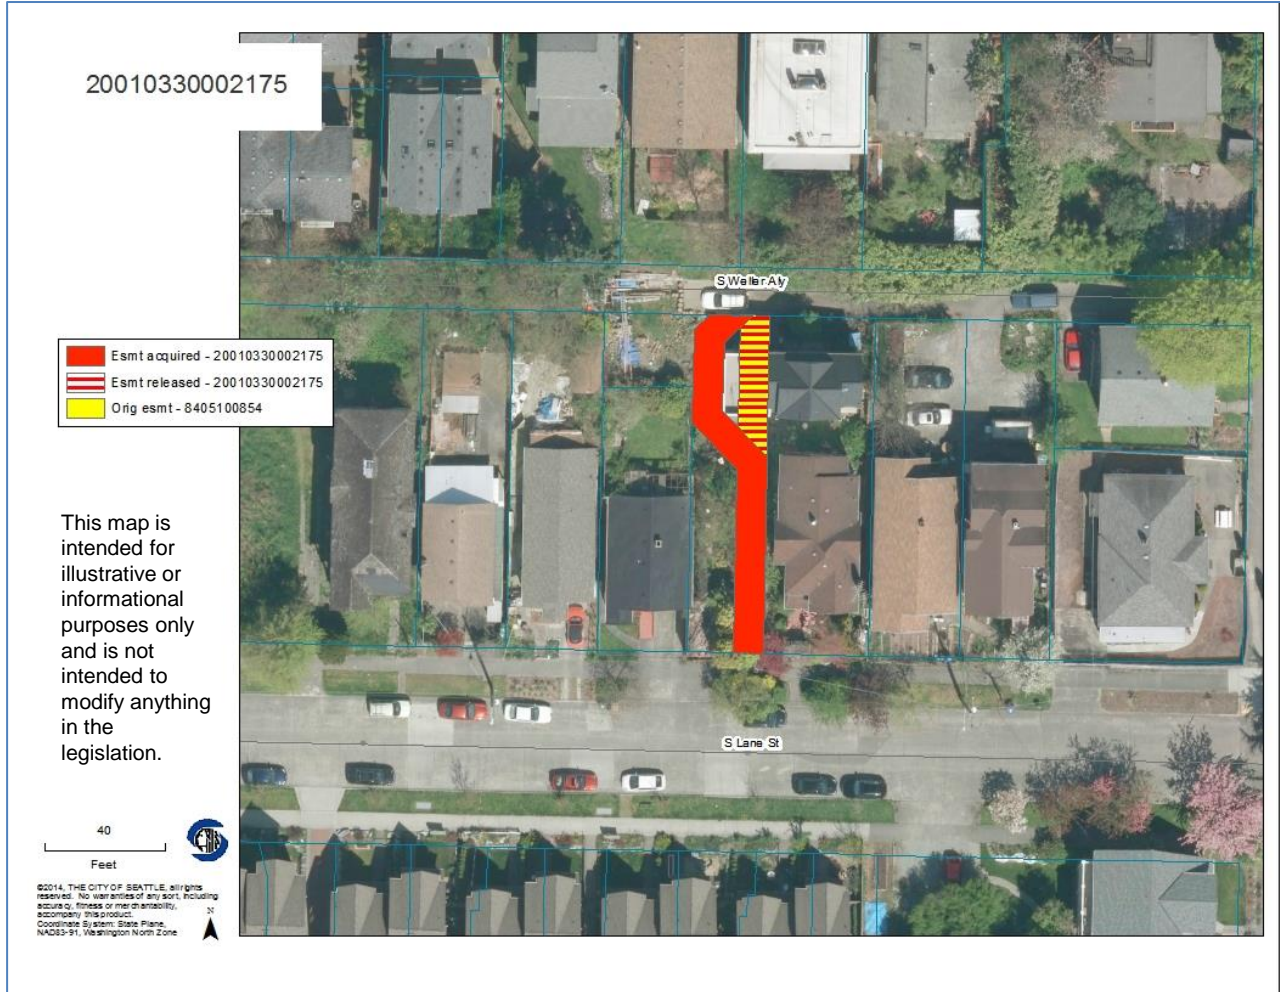 20010330002175
S Weller Aly
Esmt acquired - 20010330002175
Esmt released - 20010330002175
Orig esmt - 8405100854
This map is
intended for
illustrative or
informational
purposes only
and is not
intended to
modify anything
in the
legislation.
S Lane St
40
Feet
©2014, THE CITY OF SEATTLE, all rights
reserved. No warranties of any sort, including
accuracy, fitness or merchantability,
accompany this product.
Coordinate System: State Plane,
NAD83-91, Washington North Zone
N